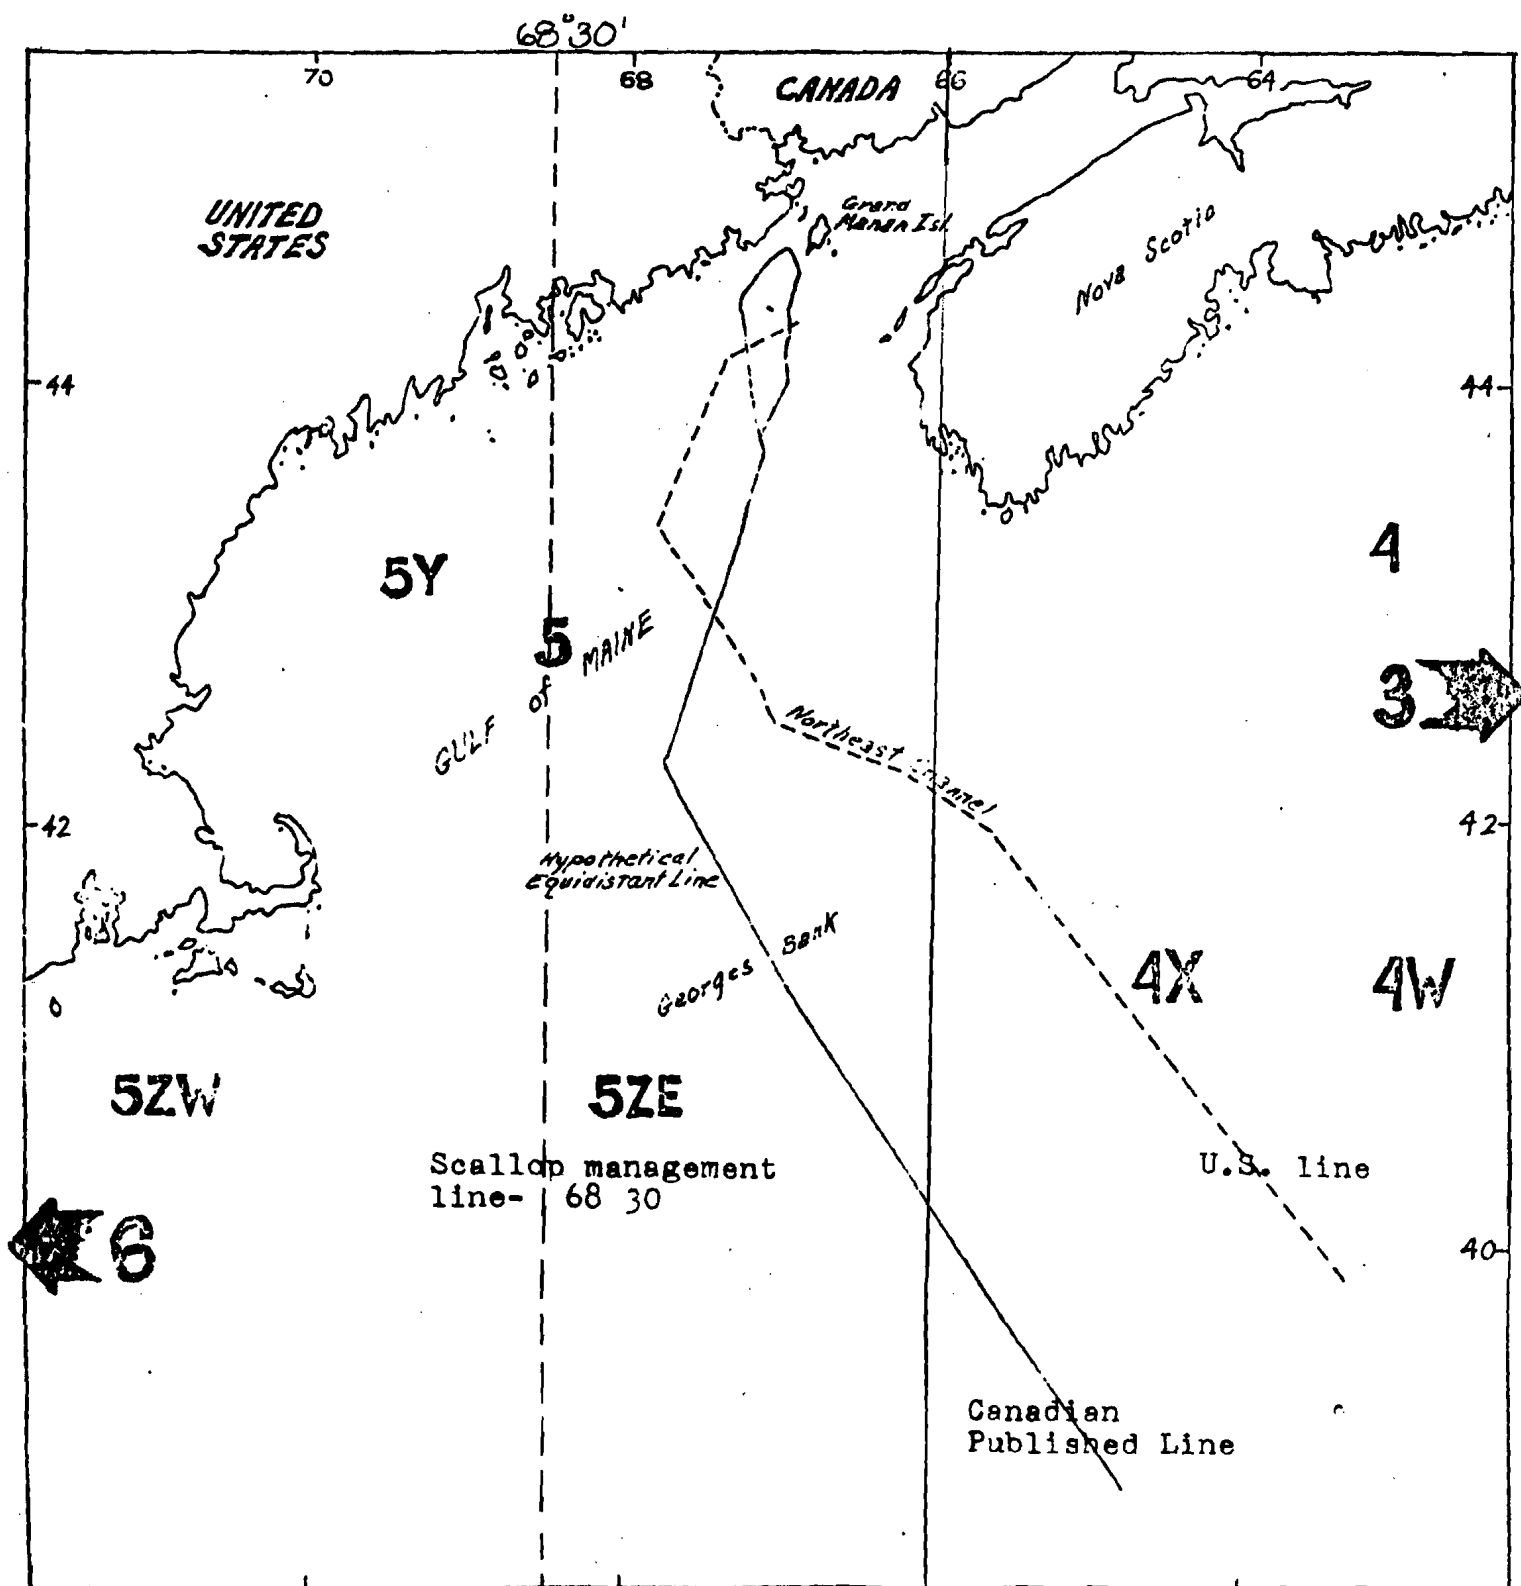 68°30'
70
68
CANADA
66
64
UNITED
STATES
Grand
Manan Isl
Nova Scotia
44
44
5Y
4
5
GULF of MAINE
3
Northeast Channel
42
42
Hypothetical
Equidistant Line
Georges Bank
4X
4W
5ZW
5ZE
Scallop management
line- 68 30
U.S. line
6
40
Canadian
Published Line